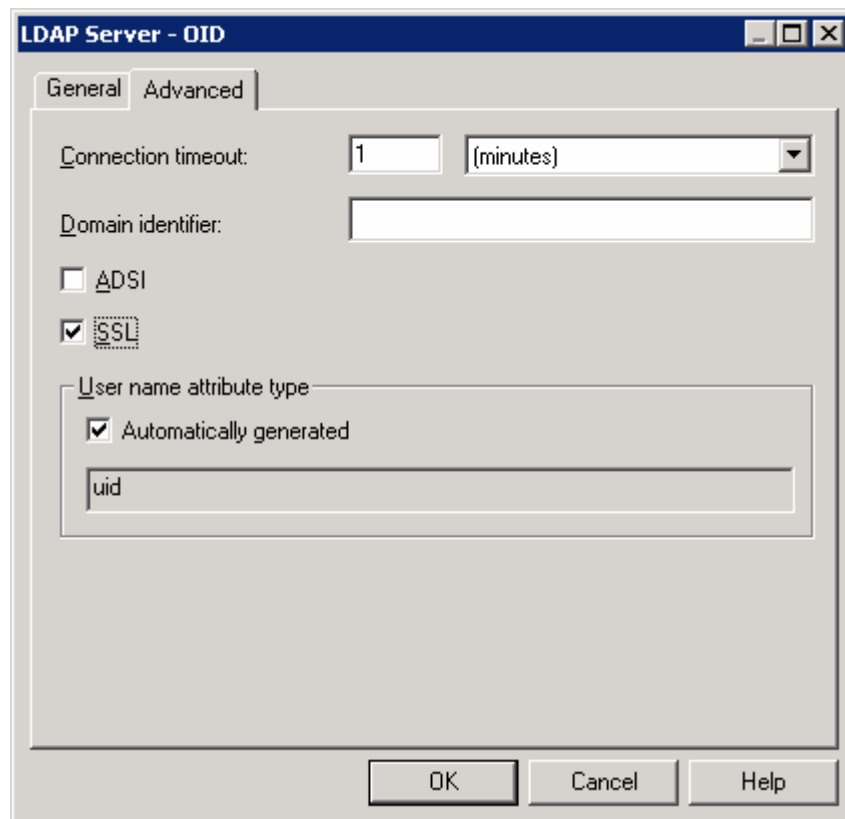 LDAP Server - OID
General Advanced
Connection timeout: 1 (minutes)
Domain identifier:
ADSI
SSL
User name attribute type
Automatically generated
uid
OK Cancel Help